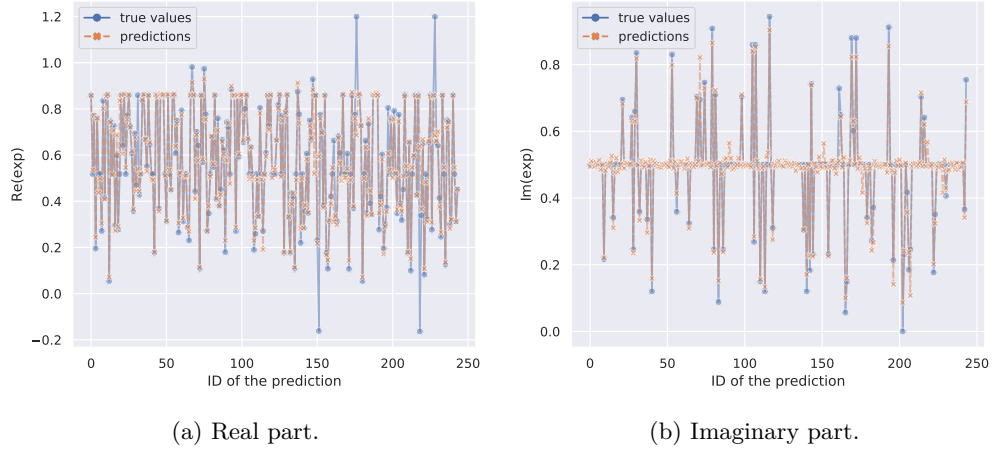 true values
predictions
1.2
1.0
0.8
0.6
0.4
0.2
0.0
−0.2
Re(exp)
0 50 100 150 200 250
ID of the prediction
(a) Real part.
true values
predictions
0.8
0.6
0.4
0.2
0.0
Im(exp)
0 50 100 150 200 250
ID of the prediction
(b) Imaginary part.